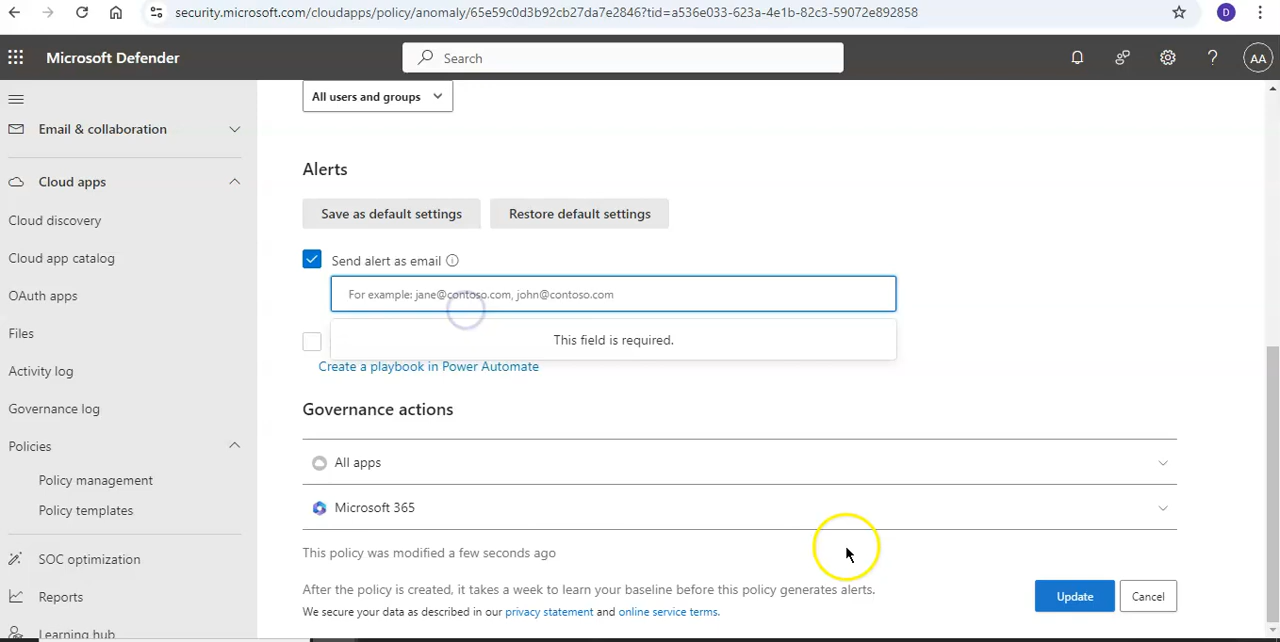 security.microsoft.com/cloudapps/policy/anomaly/65e59c0d3b92cb27da7e2846?tid=a536e033-623a-4e1b-82c3-59072e892858
D
Microsoft Defender
Search
AA
Email & collaboration
Cloud apps
Cloud discovery
Cloud app catalog
OAuth apps
Files
Activity log
Governance log
Policies
Policy management
Policy templates
SOC optimization
Reports
Learning hub
All users and groups
Alerts
Save as default settings
Restore default settings
Send alert as email
For example: jane@contoso.com, john@contoso.com
This field is required.
Create a playbook in Power Automate
Governance actions
All apps
Microsoft 365
This policy was modified a few seconds ago
After the policy is created, it takes a week to learn your baseline before this policy generates alerts.
We secure your data as described in our privacy statement and online service terms.
Update
Cancel